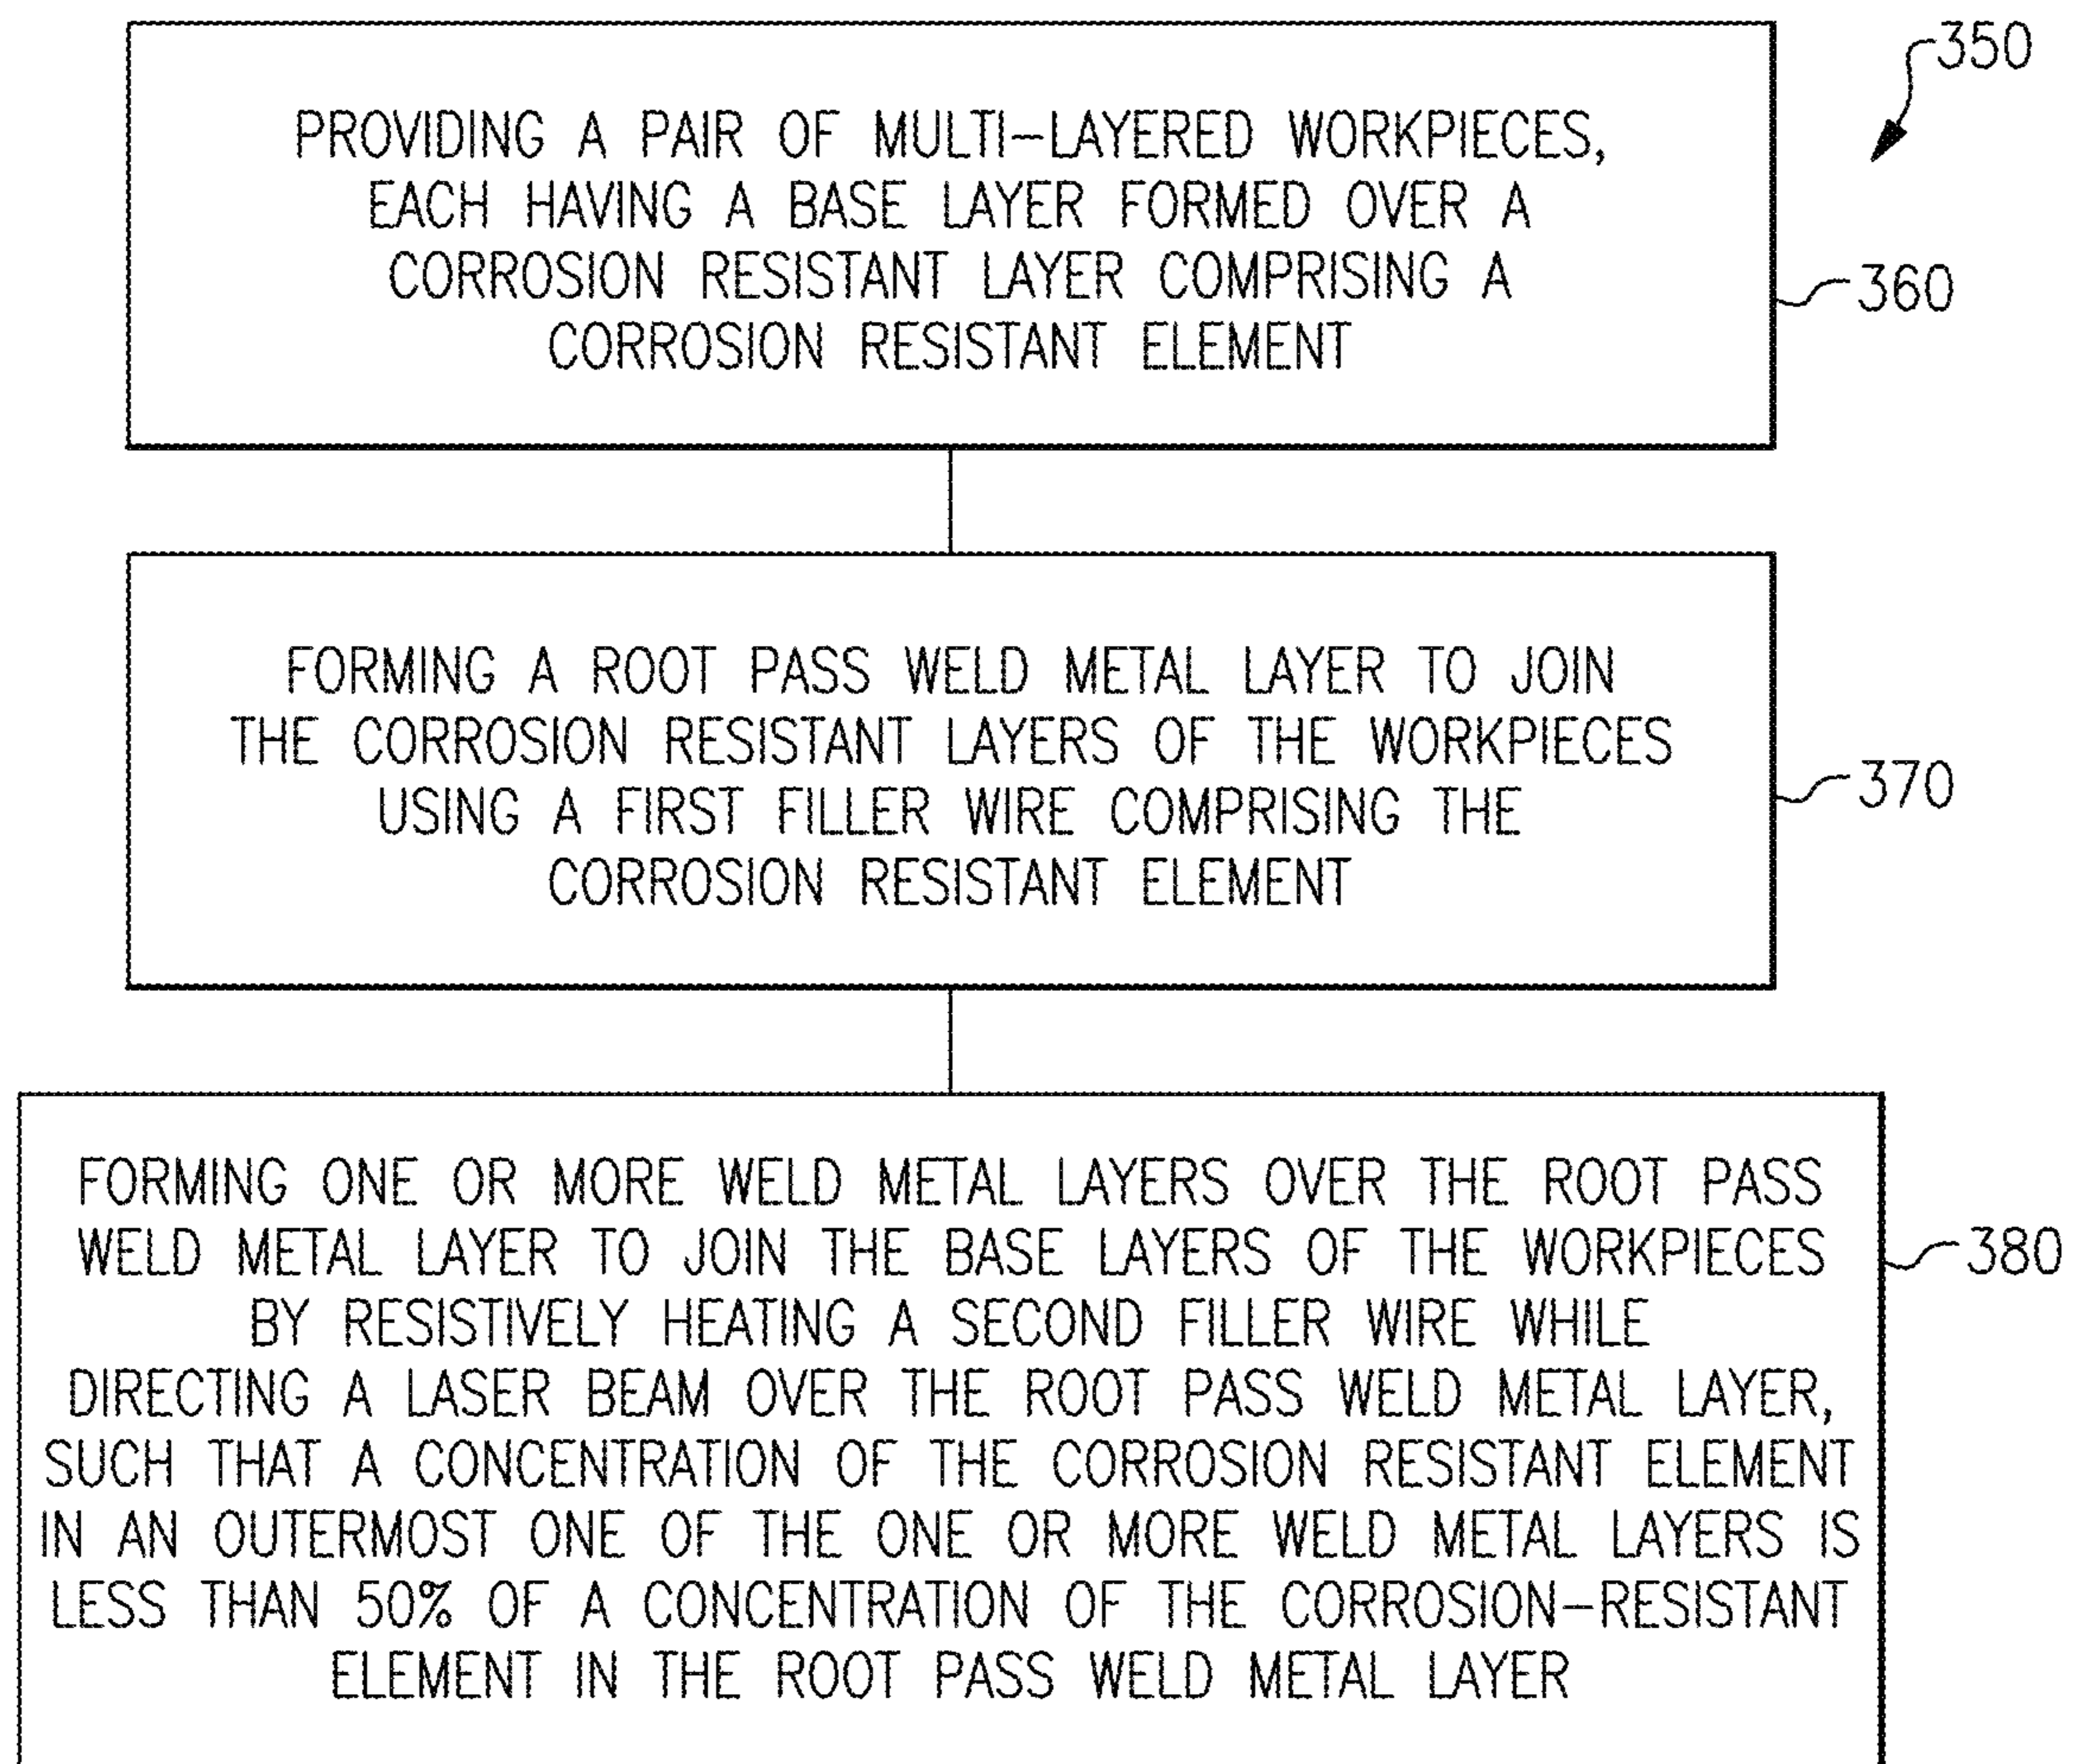 350
PROVIDING A PAIR OF MULTI-LAYERED WORKPIECES,
EACH HAVING A BASE LAYER FORMED OVER A
CORROSION RESISTANT LAYER COMPRISING A
CORROSION RESISTANT ELEMENT
360
FORMING A ROOT PASS WELD METAL LAYER TO JOIN
THE CORROSION RESISTANT LAYERS OF THE WORKPIECES
USING A FIRST FILLER WIRE COMPRISING THE
CORROSION RESISTANT ELEMENT
370
FORMING ONE OR MORE WELD METAL LAYERS OVER THE ROOT PASS
WELD METAL LAYER TO JOIN THE BASE LAYERS OF THE WORKPIECES
BY RESISTIVELY HEATING A SECOND FILLER WIRE WHILE
DIRECTING A LASER BEAM OVER THE ROOT PASS WELD METAL LAYER,
SUCH THAT A CONCENTRATION OF THE CORROSION RESISTANT ELEMENT
IN AN OUTERMOST ONE OF THE ONE OR MORE WELD METAL LAYERS IS
LESS THAN 50% OF A CONCENTRATION OF THE CORROSION-RESISTANT
ELEMENT IN THE ROOT PASS WELD METAL LAYER
380